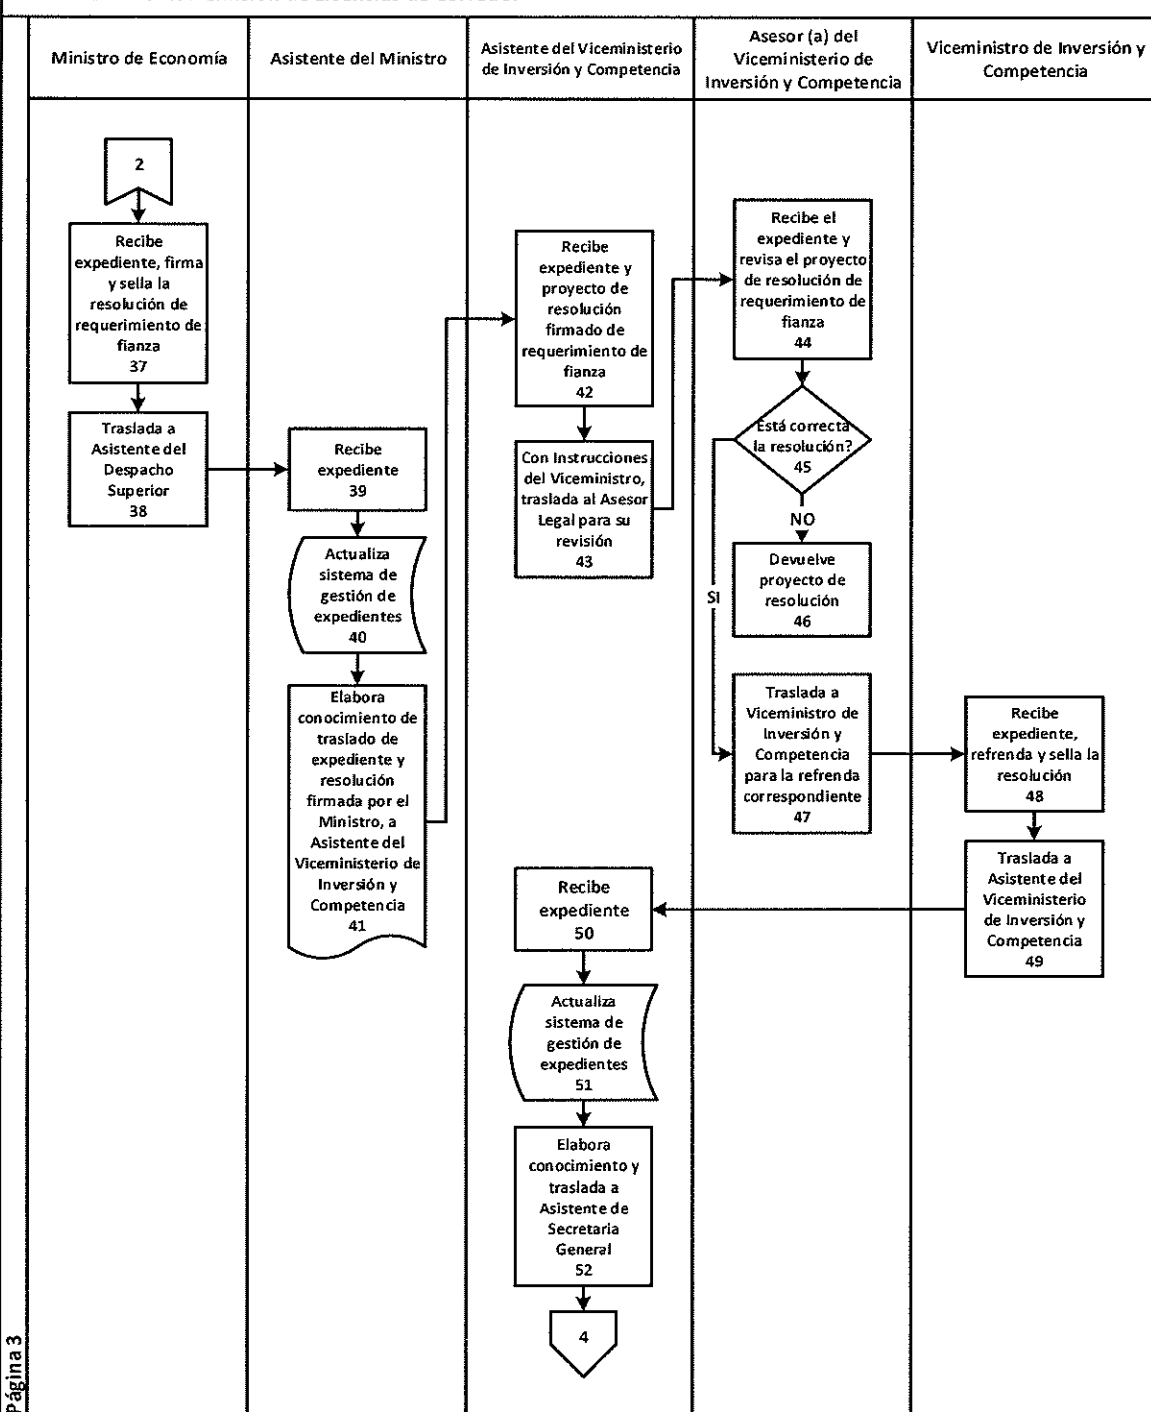 Ministro de Economía
Asistente del Ministro
Asistente del Viceministerio
de Inversión y Competencia
Asesor (a) del
Viceministerio de
Inversión y Competencia
Viceministro de Inversión y
Competencia
2
Recibe
expediente, firma
y sella la
resolución de
requerimiento de
fianza
37
Traslada a
Asistente del
Despacho
Superior
38
Recibe
expediente
39
Actualiza
sistema de
gestión de
expedientes
40
Elabora
conocimiento de
traslado de
expediente y
resolución
firmada por el
Ministro, a
Asistente del
Viceministerio de
Inversión y
Competencia
41
Recibe
expediente y
proyecto de
resolución
firmado de
requerimiento de
fianza
42
Con Instrucciones
del Viceministro,
traslada al Asesor
Legal para su
revisión
43
Recibe el
expediente y
revisa el proyecto
de resolución de
requerimiento de
fianza
44
Está correcta
la resolución?
45
NO
SI
Devuelve
proyecto de
resolución
46
Traslada a
Viceministro de
Inversión y
Competencia
para la refrenda
correspondiente
47
Recibe
expediente,
refrenda y sella la
resolución
48
Traslada a
Asistente del
Viceministerio
de Inversión y
Competencia
49
Recibe
expediente
50
Actualiza
sistema de
gestión de
expedientes
51
Elabora
conocimiento y
traslada a
Asistente de
Secretaria
General
52
4
Página 3